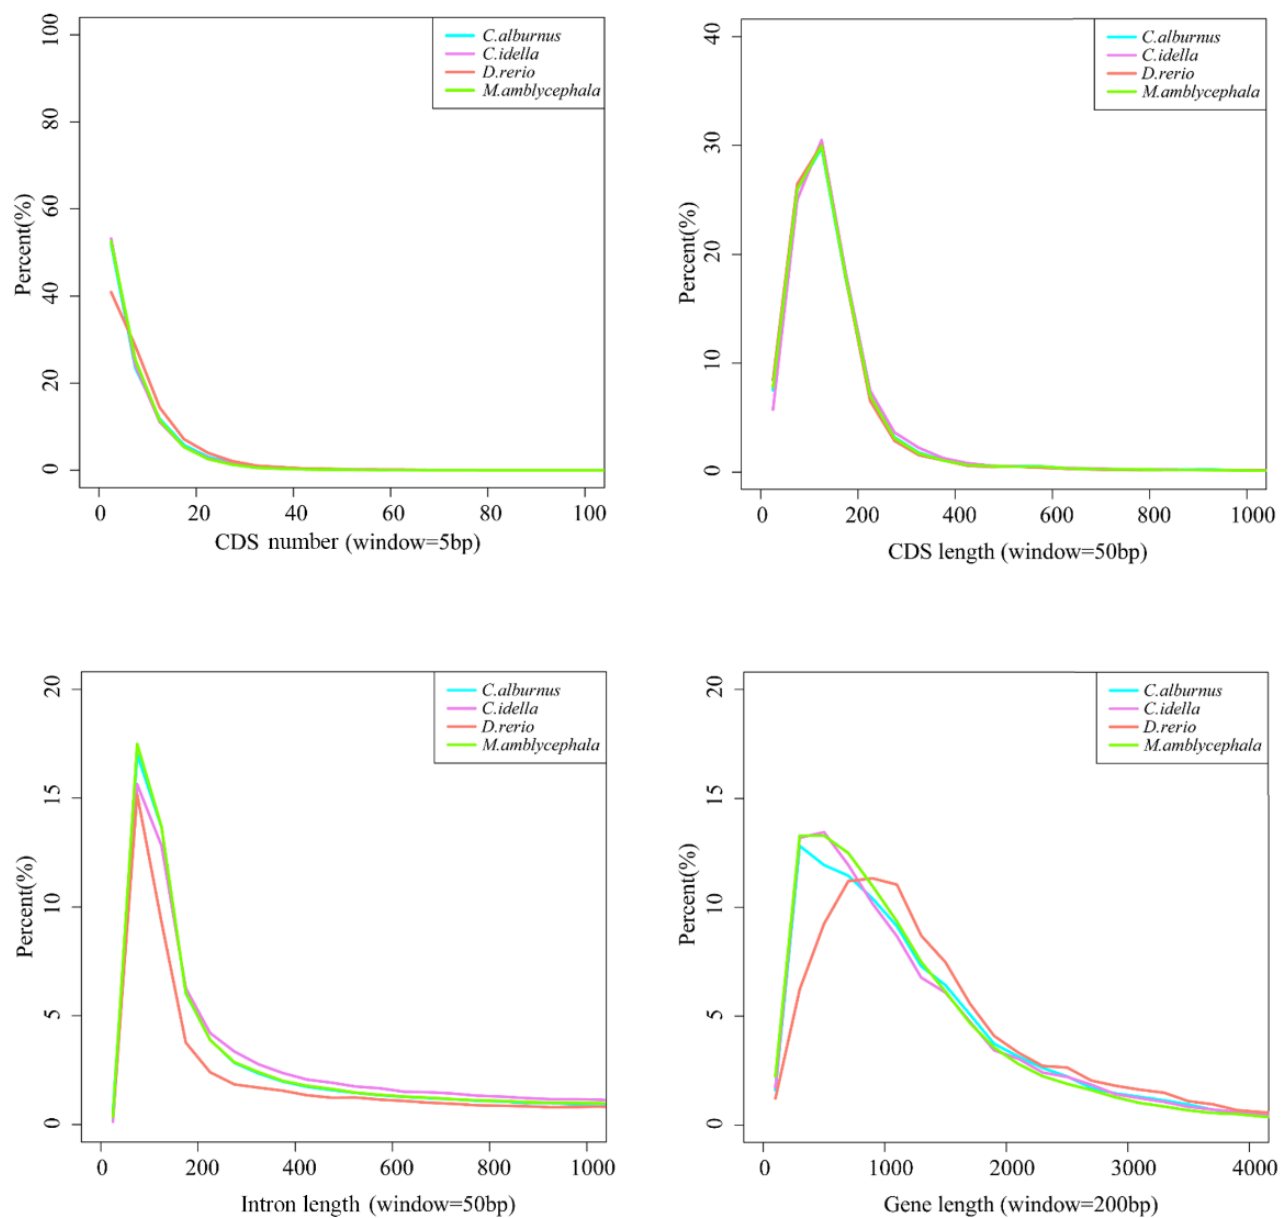 C.alburnus
C.idella
D.rerio
M.amblycephala
Percent(%)
100
80
60
40
20
0
0 20 40 60 80 100
CDS number (window=5bp)
C.alburnus
C.idella
D.rerio
M.amblycephala
Percent(%)
40
30
20
10
0
0 200 400 600 800 1000
CDS length (window=50bp)
C.alburnus
C.idella
D.rerio
M.amblycephala
Percent(%)
20
15
10
5
0
0 200 400 600 800 1000
Intron length (window=50bp)
C.alburnus
C.idella
D.rerio
M.amblycephala
Percent(%)
20
15
10
5
0
0 1000 2000 3000 4000
Gene length (window=200bp)